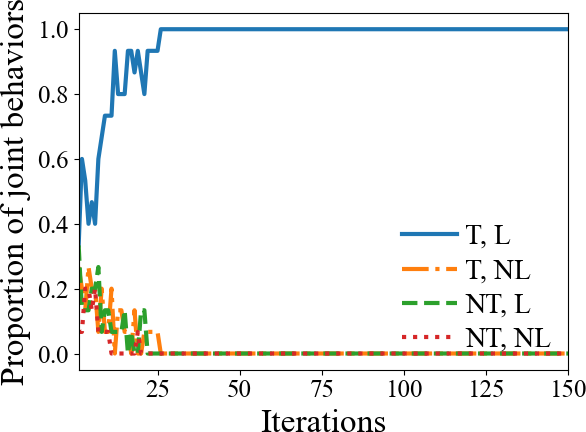 Proportion of joint behaviors
1.0
0.8
0.6
0.4
0.2
0.0
T, L
T, NL
NT, L
NT, NL
25 50 75 100 125 150
Iterations